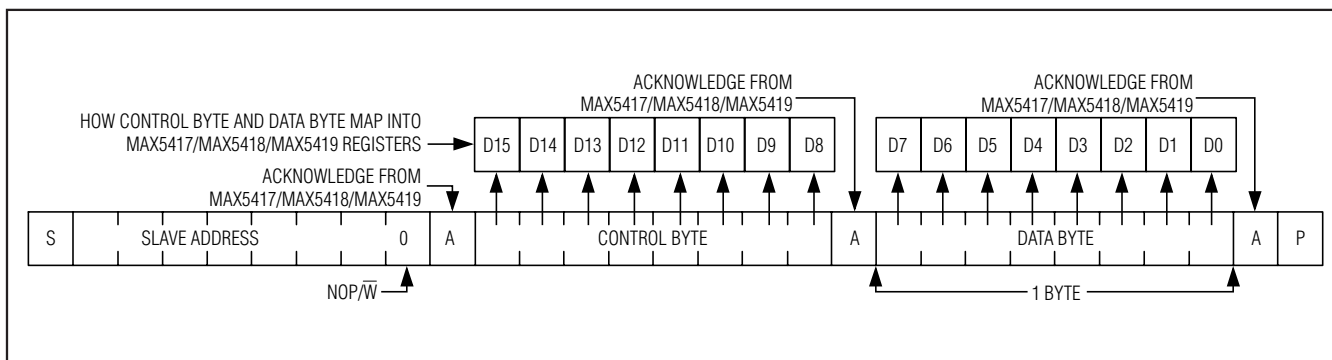 ACKNOWLEDGE FROM
MAX5417/MAX5418/MAX5419
ACKNOWLEDGE FROM
MAX5417/MAX5418/MAX5419
HOW CONTROL BYTE AND DATA BYTE MAP INTO
MAX5417/MAX5418/MAX5419 REGISTERS
D15 D14 D13 D12 D11 D10 D9 D8
D7 D6 D5 D4 D3 D2 D1 D0
ACKNOWLEDGE FROM
MAX5417/MAX5418/MAX5419
S SLAVE ADDRESS 0 A CONTROL BYTE A DATA BYTE A P
NOP/W̅
1 BYTE